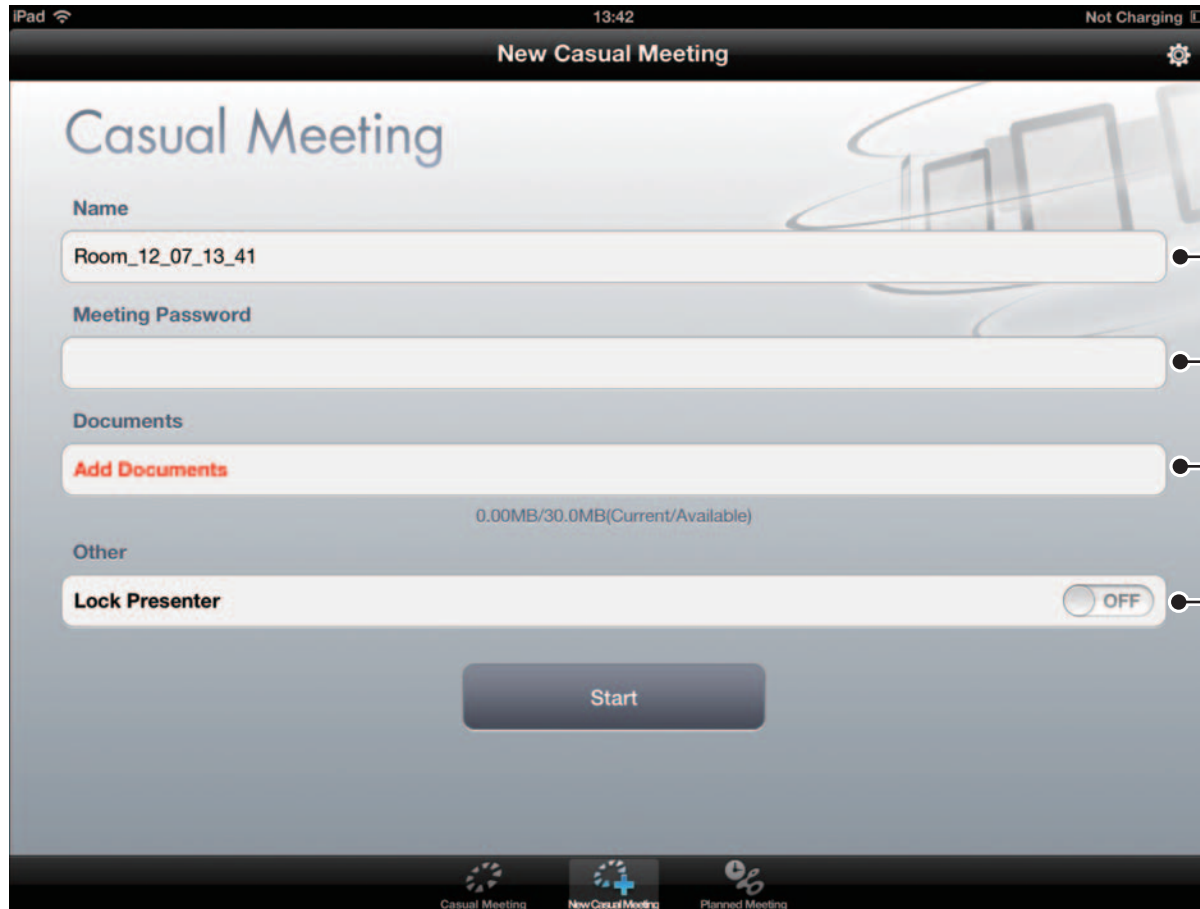 iPad 13:42 Not Charging
New Casual Meeting
Casual Meeting
Name
Room_12_07_13_41
Meeting Password
Documents
Add Documents
0.00MB/30.0MB(Current/Available)
Other
Lock Presenter OFF
Start
Casual Meeting New Casual Meeting Planned Meeting